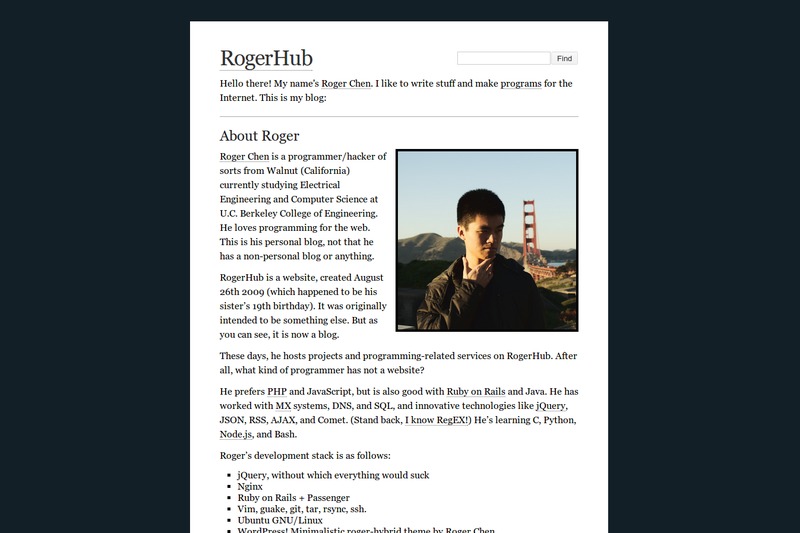 RogerHub
Find
Hello there! My name's Roger Chen. I like to write stuff and make programs for the
Internet. This is my blog:
About Roger
Roger Chen is a programmer/hacker of
sorts from Walnut (California)
currently studying Electrical
Engineering and Computer Science at
U.C. Berkeley College of Engineering.
He loves programming for the web.
This is his personal blog, not that he
has a non-personal blog or anything.
RogerHub is a website, created August
26th 2009 (which happened to be his
sister's 19th birthday). It was originally
intended to be something else. But as
you can see, it is now a blog.
These days, he hosts projects and programming-related services on RogerHub. After
all, what kind of programmer has not a website?
He prefers PHP and JavaScript, but is also good with Ruby on Rails and Java. He has
worked with MX systems, DNS, and SQL, and innovative technologies like jQuery,
JSON, RSS, AJAX, and Comet. (Stand back, I know RegEX!) He's learning C, Python,
Node.js, and Bash.
Roger's development stack is as follows:
jQuery, without which everything would suck
Nginx
Ruby on Rails + Passenger
Vim, guake, git, tar, rsync, ssh.
Ubuntu GNU/Linux
WordPress! Minimalistic roger-hybrid theme by Roger Chen